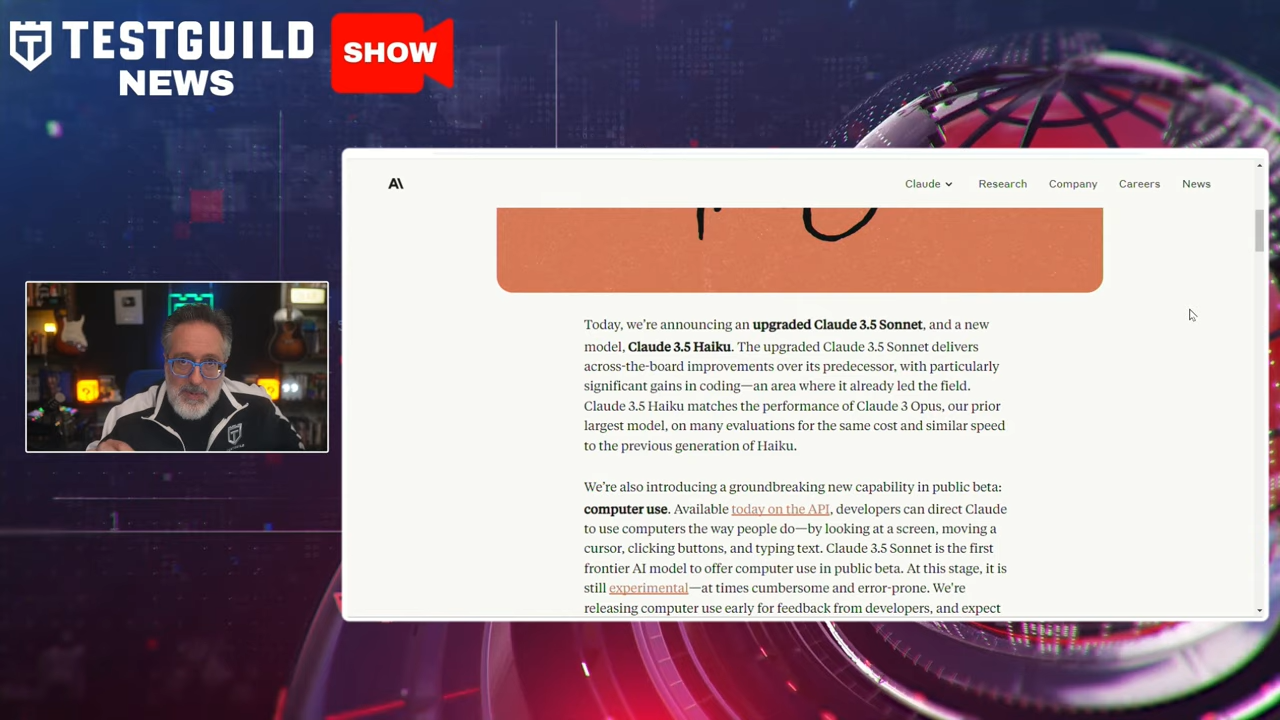 TESTGUILD
NEWS
SHOW
A\
Claude
Research
Company
Careers
News
Today, we're announcing an upgraded Claude 3.5 Sonnet, and a new
model, Claude 3.5 Haiku. The upgraded Claude 3.5 Sonnet delivers
across-the-board improvements over its predecessor, with particularly
significant gains in coding—an area where it already led the field.
Claude 3.5 Haiku matches the performance of Claude 3 Opus, our prior
largest model, on many evaluations for the same cost and similar speed
to the previous generation of Haiku.
We're also introducing a groundbreaking new capability in public beta:
computer use. Available today on the API, developers can direct Claude
to use computers the way people do—by looking at a screen, moving a
cursor, clicking buttons, and typing text. Claude 3.5 Sonnet is the first
frontier AI model to offer computer use in public beta. At this stage, it is
still experimental—at times cumbersome and error-prone. We're
releasing computer use early for feedback from developers, and expect